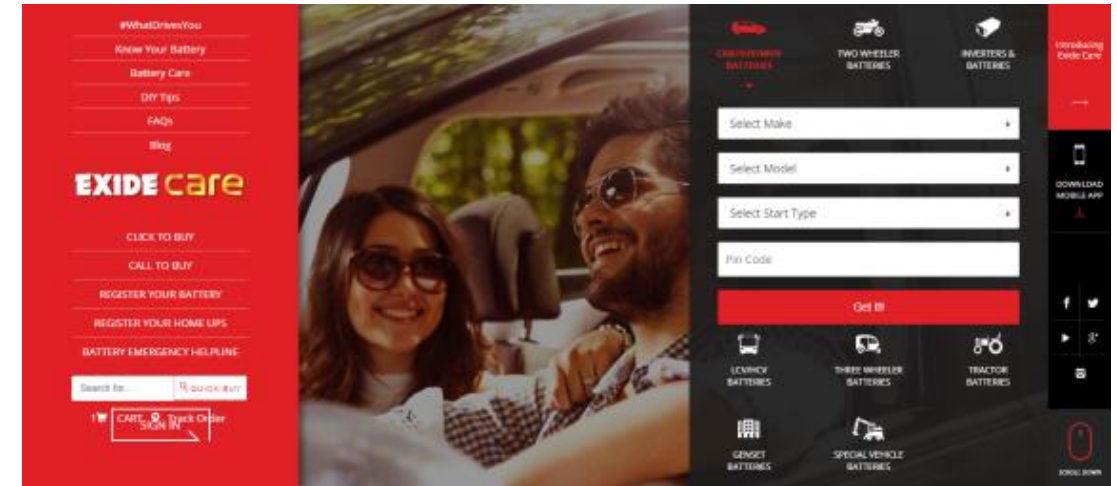 #WhatDrivesYou
Know Your Battery
Battery Care
DIY Tips
FAQs
Blog
EXIDE care
CLICK TO BUY
CALL TO BUY
REGISTER YOUR BATTERY
REGISTER YOUR HOME UPS
BATTERY EMERGENCY HELPLINE
Search for..
QUICK BUY
1 CART Track Order
SIGN IN
BATTERIES
TWO WHEELER
BATTERIES
INVERTERS &
BATTERIES
Select Make
Select Model
Select Start Type
Pin Code
Get It!
LCV/HCV
BATTERIES
THREE WHEELER
BATTERIES
TRACTOR
BATTERIES
GENSET
BATTERIES
SPECIAL VEHICLE
BATTERIES
Introducing
Exide Care
DOWNLOAD
MOBILE APP
SCROLL DOWN